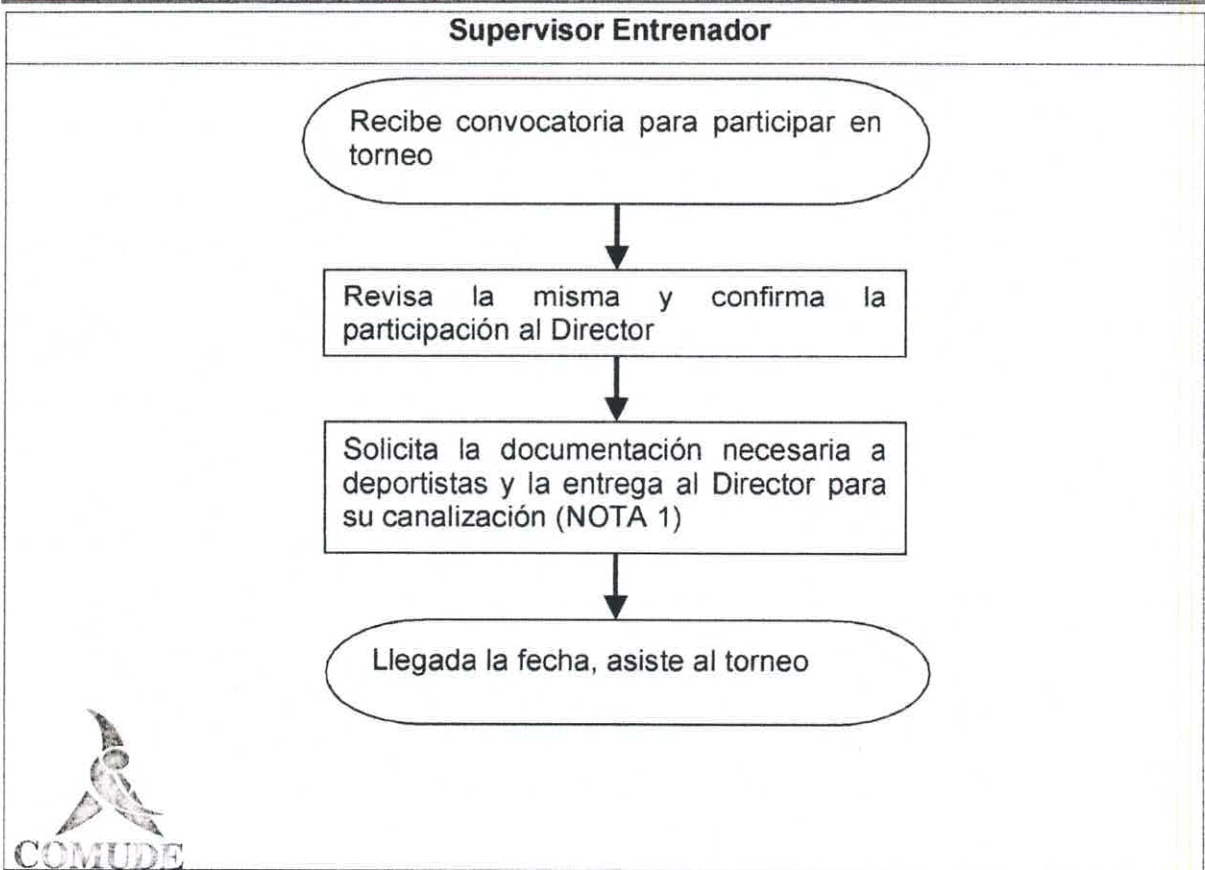 Supervisor Entrenador
Recibe convocatoria para participar en
torneo
Revisa la misma y confirma la
participación al Director
Solicita la documentación necesaria a
deportistas y la entrega al Director para
su canalización (NOTA 1)
Llegada la fecha, asiste al torneo
COMUDE